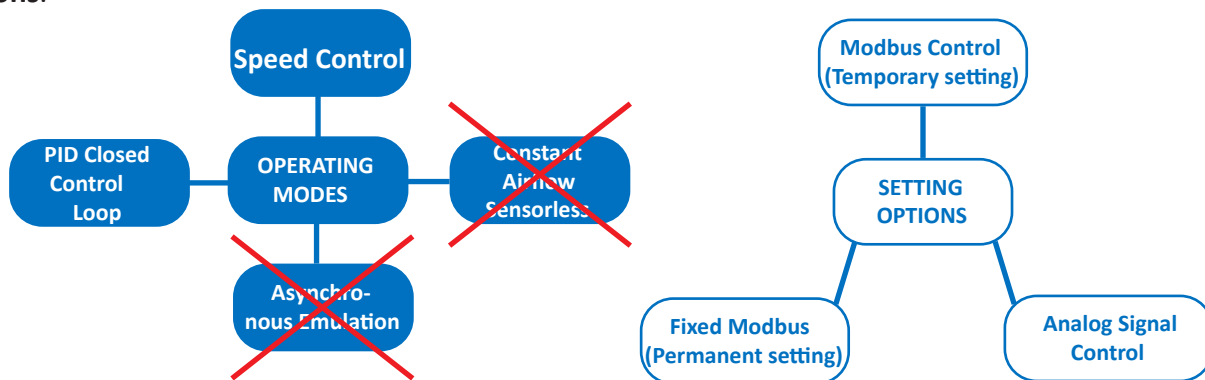 Speed Control
PID Closed
Control
Loop
OPERATING
MODES
Constant
Airflow
Sensorless
Asynchro-
nous Emulation
Modbus Control
(Temporary setting)
SETTING
OPTIONS
Fixed Modbus
(Permanent setting)
Analog Signal
Control